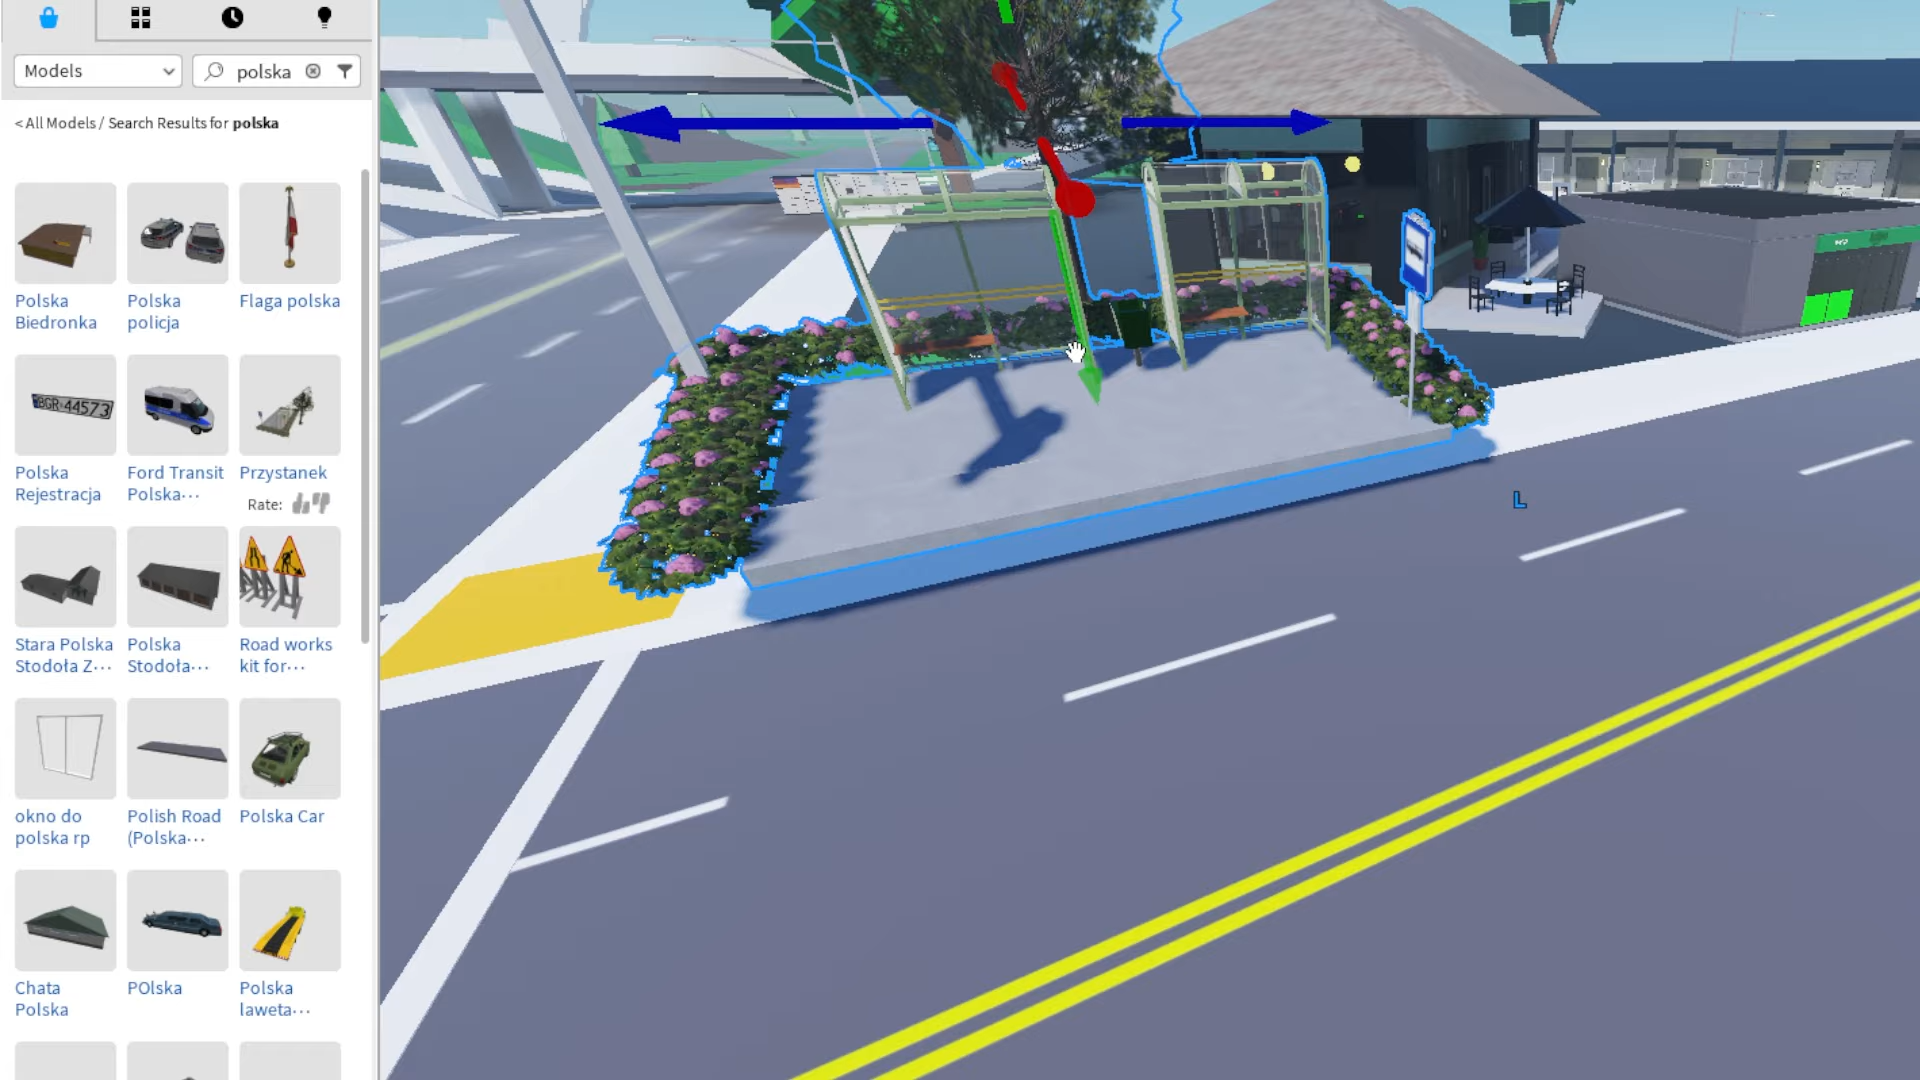 Models
polska
< All Models / Search Results for polska
Polska
Biedronka
Polska
policja
Flaga polska
BGR·44573
Polska
Rejestracja
Ford Transit
Polska...
Przystanek
Rate:
Stara Polska
Stodoła Z...
Polska
Stodoła...
Road works
kit for...
okno do
polska rp
Polish Road
(Polska...
Polska Car
Chata
Polska
POlska
Polska
laweta...
L